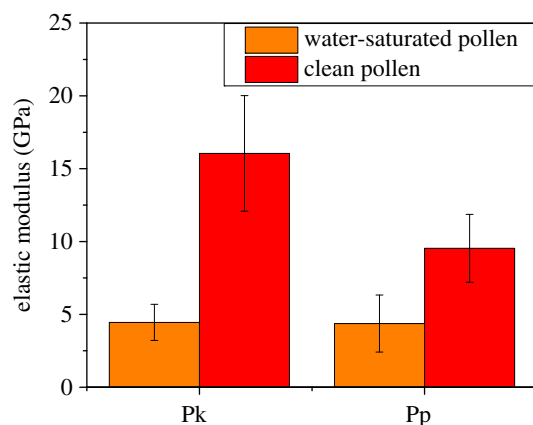 25
20
15
10
5
0
elastic modulus (GPa)
water-saturated pollen
clean pollen
Pk
Pp